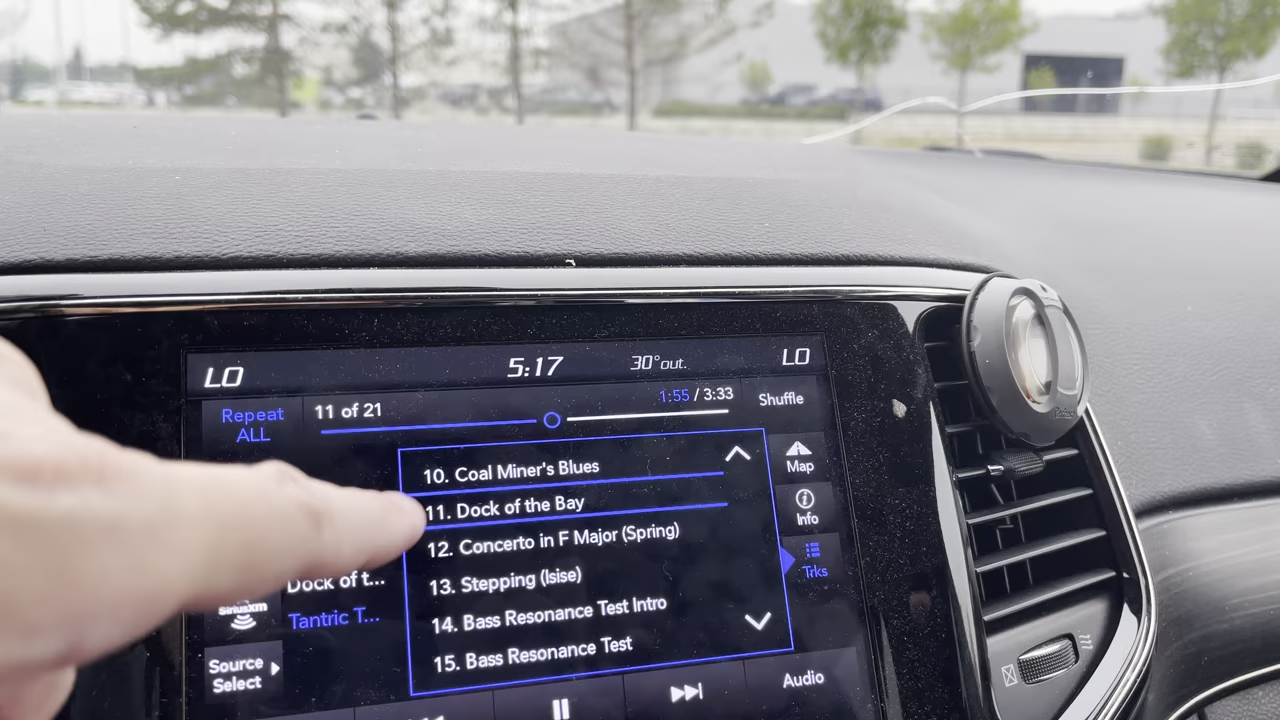 LO 5:17 30° out. LO
Repeat ALL
11 of 21
1:55 / 3:33
Shuffle
10. Coal Miner's Blues
11. Dock of the Bay
12. Concerto in F Major (Spring)
13. Stepping (Isise)
14. Bass Resonance Test Intro
15. Bass Resonance Test
Map
Info
Trks
Dock of t...
Tantric T...
SiriusXM
Source
Select
Audio